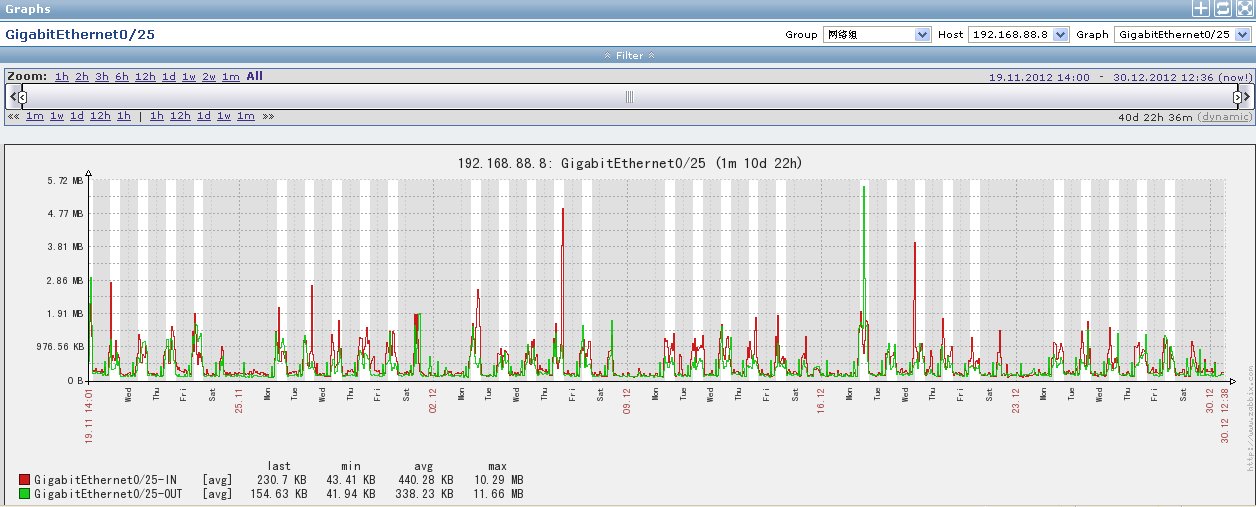 Graphs
GigabitEthernet0/25 Group 网络组 Host 192.168.88.8 Graph GigabitEthernet0/25
Filter
Zoom: 1h 2h 3h 6h 12h 1d 1w 2w 1m All 19.11.2012 14:00 - 30.12.2012 12:36 (now!)
«« 1m 1w 1d 12h 1h | 1h 12h 1d 1w 1m »» 40d 22h 36m (dynamic)
192.168.88.8: GigabitEthernet0/25 (1m 10d 22h)
5.72 MB
4.77 MB
3.81 MB
2.86 MB
1.91 MB
976.56 KB
0 B
19.11 14:01 Wed Thu Fri Sat 25.11 Mon Tue Wed Thu Fri Sat 02.12 Tue Wed Thu Fri Sat 09.12 Mon Tue Wed Thu Fri Sat 16.12 Mon Tue Wed Thu Fri Sat 23.12 Mon Tue Wed Thu Fri Sat 30.12 30.12 12:38
http://www.zabbix.com
last min avg max
GigabitEthernet0/25-IN [avg] 230.7 KB 43.41 KB 440.28 KB 10.29 MB
GigabitEthernet0/25-OUT [avg] 154.63 KB 41.94 KB 338.23 KB 11.66 MB